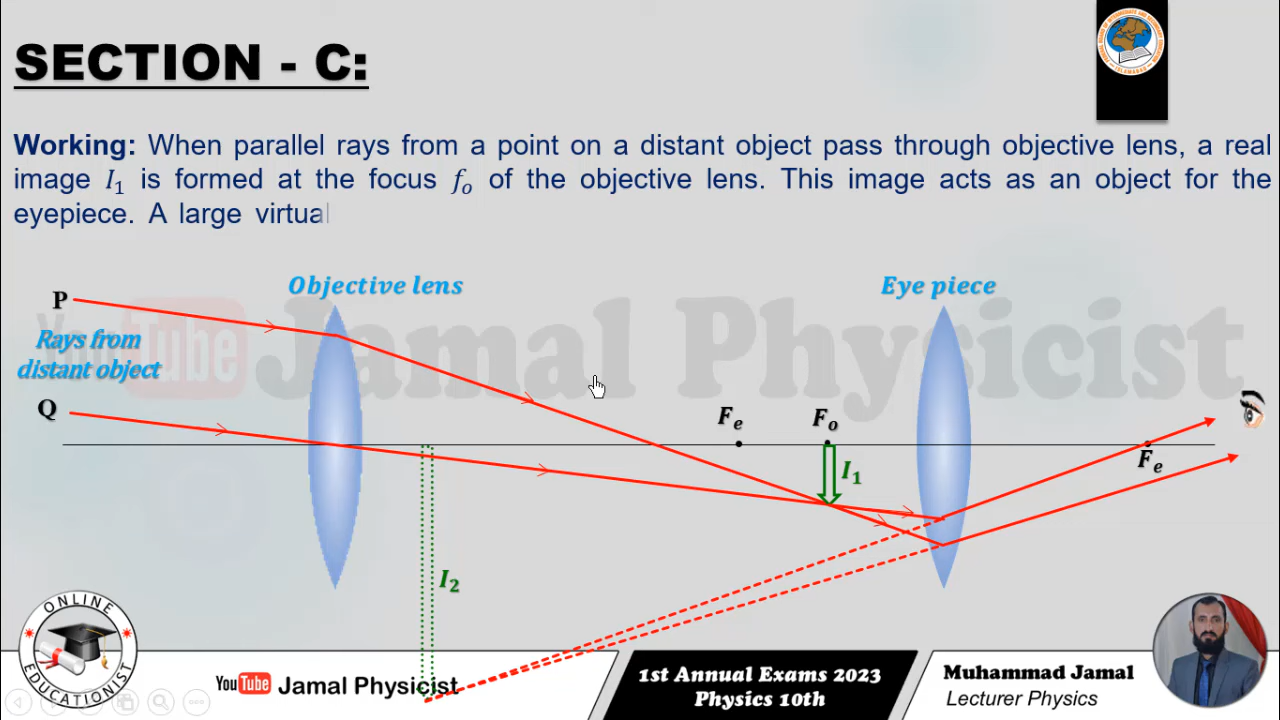 SECTION - C:
Working: When parallel rays from a point on a distant object pass through objective lens, a real
image I₁ is formed at the focus fₒ of the objective lens. This image acts as an object for the
eyepiece. A large virtual
Objective lens
Eye piece
P
Rays from
distant object
Q
YouTube Jamal Physicist
Fₑ
Fₒ
I₁
Fₑ
I₂
ONLINE
EDUCATIONIST
YouTube Jamal Physicist
1st Annual Exams 2023
Physics 10th
Muhammad Jamal
Lecturer Physics